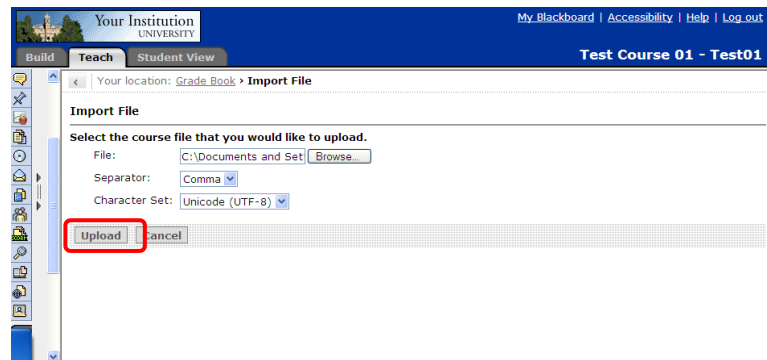 Your Institution
UNIVERSITY
My Blackboard | Accessibility | Help | Log out
Build Teach Student View
Test Course 01 - Test01
Your location: Grade Book › Import File
Import File
Select the course file that you would like to upload.
File: C:\Documents and Set Browse...
Separator: Comma
Character Set: Unicode (UTF-8)
Upload Cancel